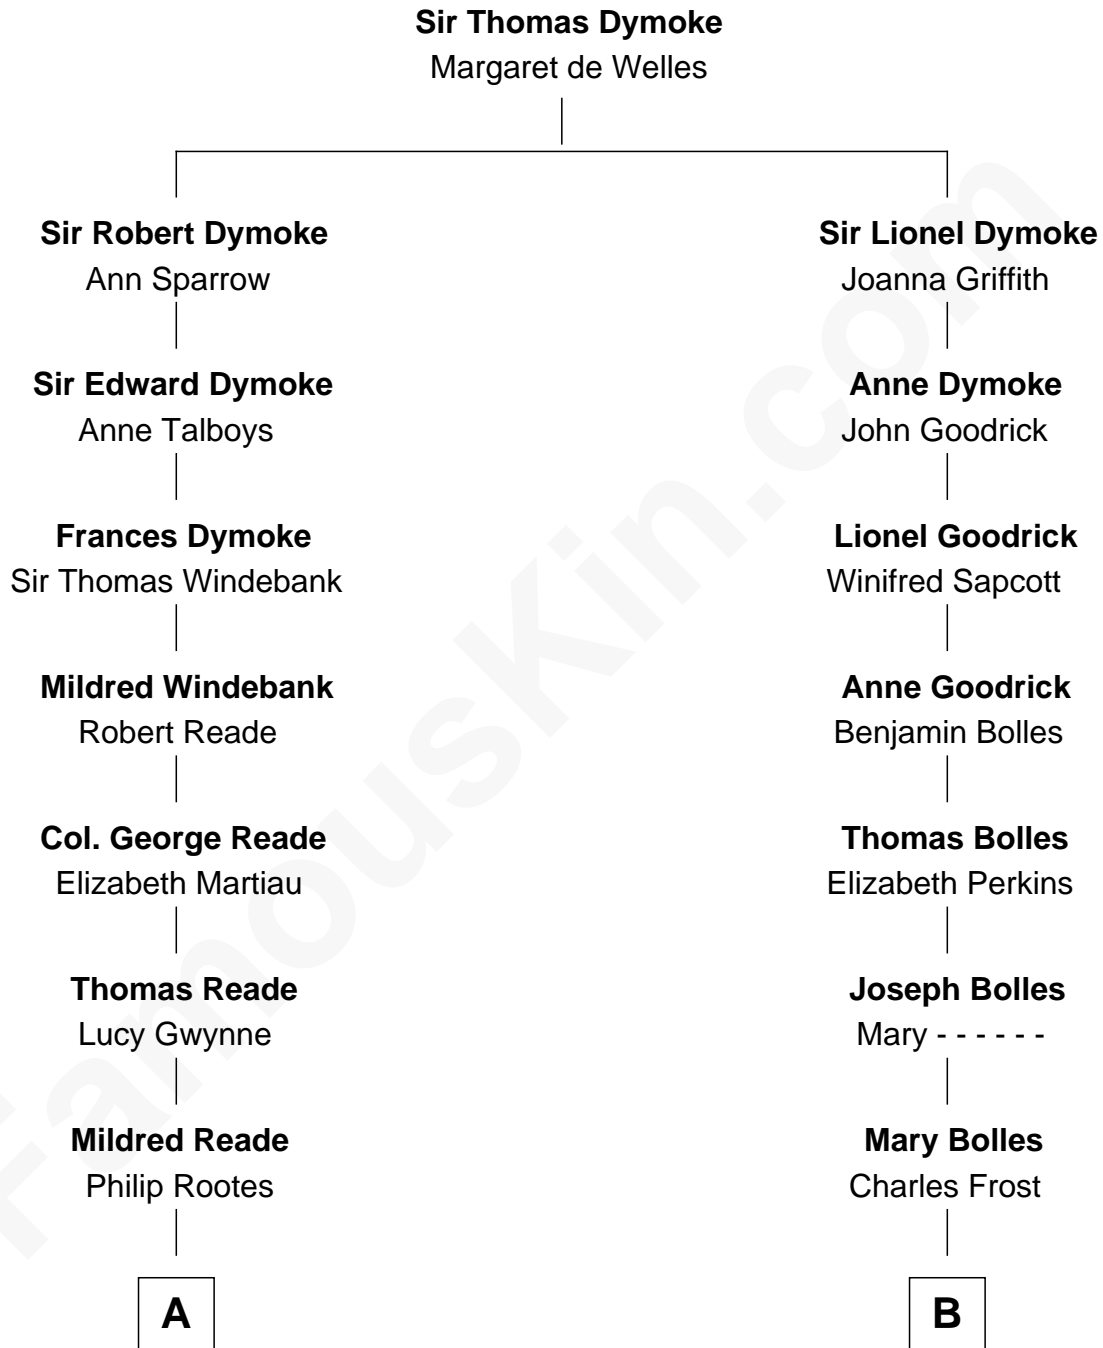 Sir Thomas Dymoke
Margaret de Welles
Sir Robert Dymoke
Ann Sparrow
Sir Edward Dymoke
Anne Talboys
Frances Dymoke
Sir Thomas Windebank
Mildred Windebank
Robert Reade
Col. George Reade
Elizabeth Martiau
Thomas Reade
Lucy Gwynne
Mildred Reade
Philip Rootes
A
Sir Lionel Dymoke
Joanna Griffith
Anne Dymoke
John Goodrick
Lionel Goodrick
Winifred Sapcott
Anne Goodrick
Benjamin Bolles
Thomas Bolles
Elizabeth Perkins
Joseph Bolles
Mary - - - - - -
Mary Bolles
Charles Frost
B
FamousKin.com